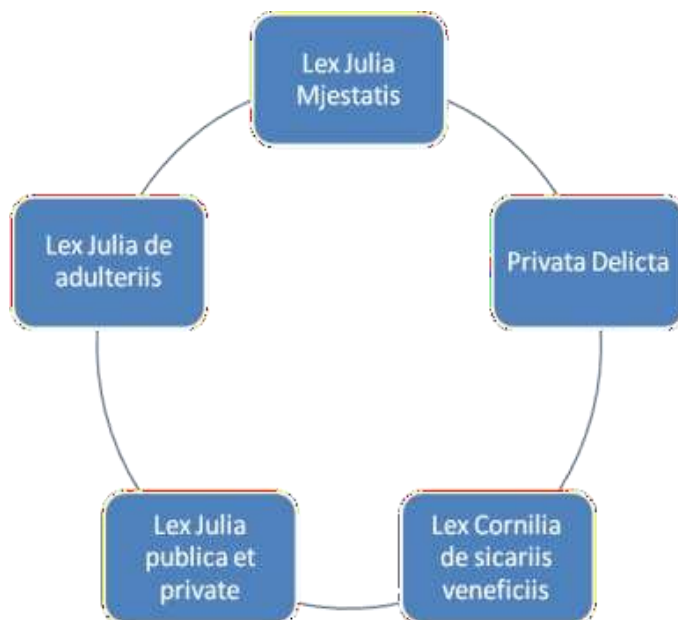 Lex Julia
Mjestatis
Privata Delicta
Lex Cornilia
de sicariis
veneficiis
Lex Julia
publica et
private
Lex Julia de
adulteriis